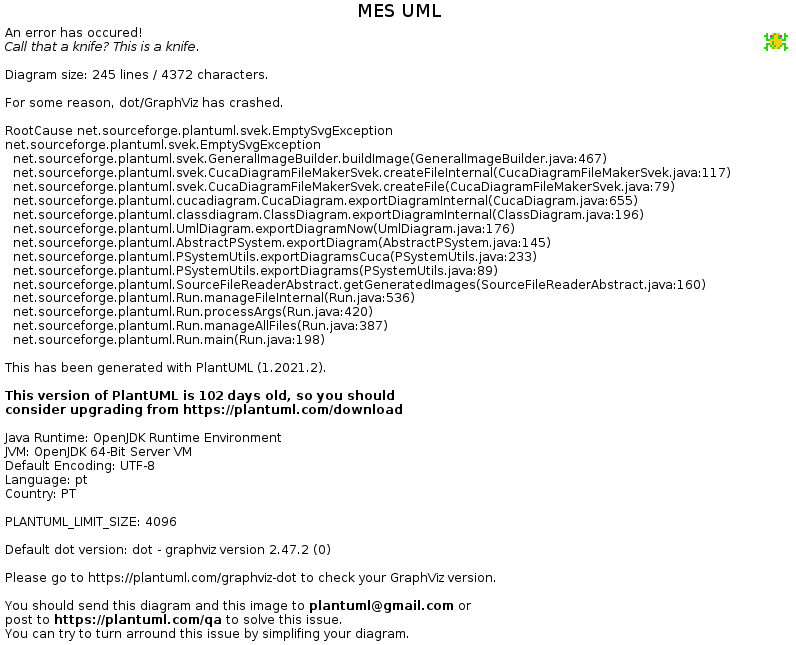 MES UML
An error has occured!
Call that a knife? This is a knife.
Diagram size: 245 lines / 4372 characters.
For some reason, dot/GraphViz has crashed.
RootCause net.sourceforge.plantuml.svek.EmptySvgException
net.sourceforge.plantuml.svek.EmptySvgException
net.sourceforge.plantuml.svek.GeneralImageBuilder.buildImage(GeneralImageBuilder.java:467)
net.sourceforge.plantuml.svek.CucaDiagramFileMakerSvek.createFileInternal(CucaDiagramFileMakerSvek.java:117)
net.sourceforge.plantuml.svek.CucaDiagramFileMakerSvek.createFile(CucaDiagramFileMakerSvek.java:79)
net.sourceforge.plantuml.cucadiagram.CucaDiagram.exportDiagramInternal(CucaDiagram.java:655)
net.sourceforge.plantuml.classdiagram.ClassDiagram.exportDiagramInternal(ClassDiagram.java:196)
net.sourceforge.plantuml.UmlDiagram.exportDiagramNow(UmlDiagram.java:176)
net.sourceforge.plantuml.AbstractPSystem.exportDiagram(AbstractPSystem.java:145)
net.sourceforge.plantuml.PSystemUtils.exportDiagramsCuca(PSystemUtils.java:233)
net.sourceforge.plantuml.PSystemUtils.exportDiagrams(PSystemUtils.java:89)
net.sourceforge.plantuml.SourceFileReaderAbstract.getGeneratedImages(SourceFileReaderAbstract.java:160)
net.sourceforge.plantuml.Run.manageFileInternal(Run.java:536)
net.sourceforge.plantuml.Run.processArgs(Run.java:420)
net.sourceforge.plantuml.Run.manageAllFiles(Run.java:387)
net.sourceforge.plantuml.Run.main(Run.java:198)
This has been generated with PlantUML (1.2021.2).
This version of PlantUML is 102 days old, so you should
consider upgrading from https://plantuml.com/download
Java Runtime: OpenJDK Runtime Environment
JVM: OpenJDK 64-Bit Server VM
Default Encoding: UTF-8
Language: pt
Country: PT
PLANTUML_LIMIT_SIZE: 4096
Default dot version: dot - graphviz version 2.47.2 (0)
Please go to https://plantuml.com/graphviz-dot to check your GraphViz version.
You should send this diagram and this image to plantuml@gmail.com or
post to https://plantuml.com/qa to solve this issue.
You can try to turn arround this issue by simplifing your diagram.